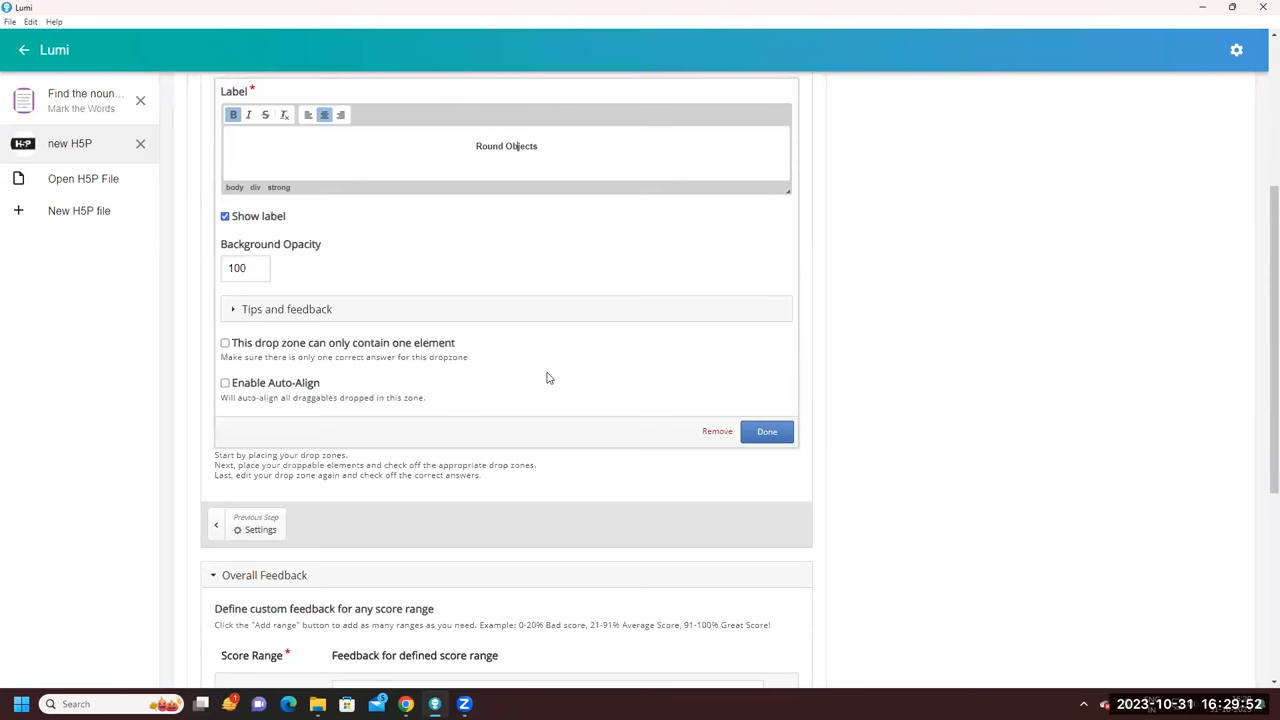 Lumi
File Edit Help
Lumi
Find the noun...
Mark the Words
H-P new H5P
Open H5P File
New H5P file
Label *
B I S Tx
Round Objects
body div strong
Show label
Background Opacity
100
Tips and feedback
This drop zone can only contain one element
Make sure there is only one correct answer for this dropzone
Enable Auto-Align
Will auto-align all draggables dropped in this zone.
Remove Done
Start by placing your drop zones.
Next, place your droppable elements and check off the appropriate drop zones.
Last, edit your drop zone again and check off the correct answers.
Previous Step
Settings
Overall Feedback
Define custom feedback for any score range
Click the "Add range" button to add as many ranges as you need. Example: 0-20% Bad score, 21-91% Average Score, 91-100% Great Score!
Score Range * Feedback for defined score range
Search
2023-10-31 16:29:52